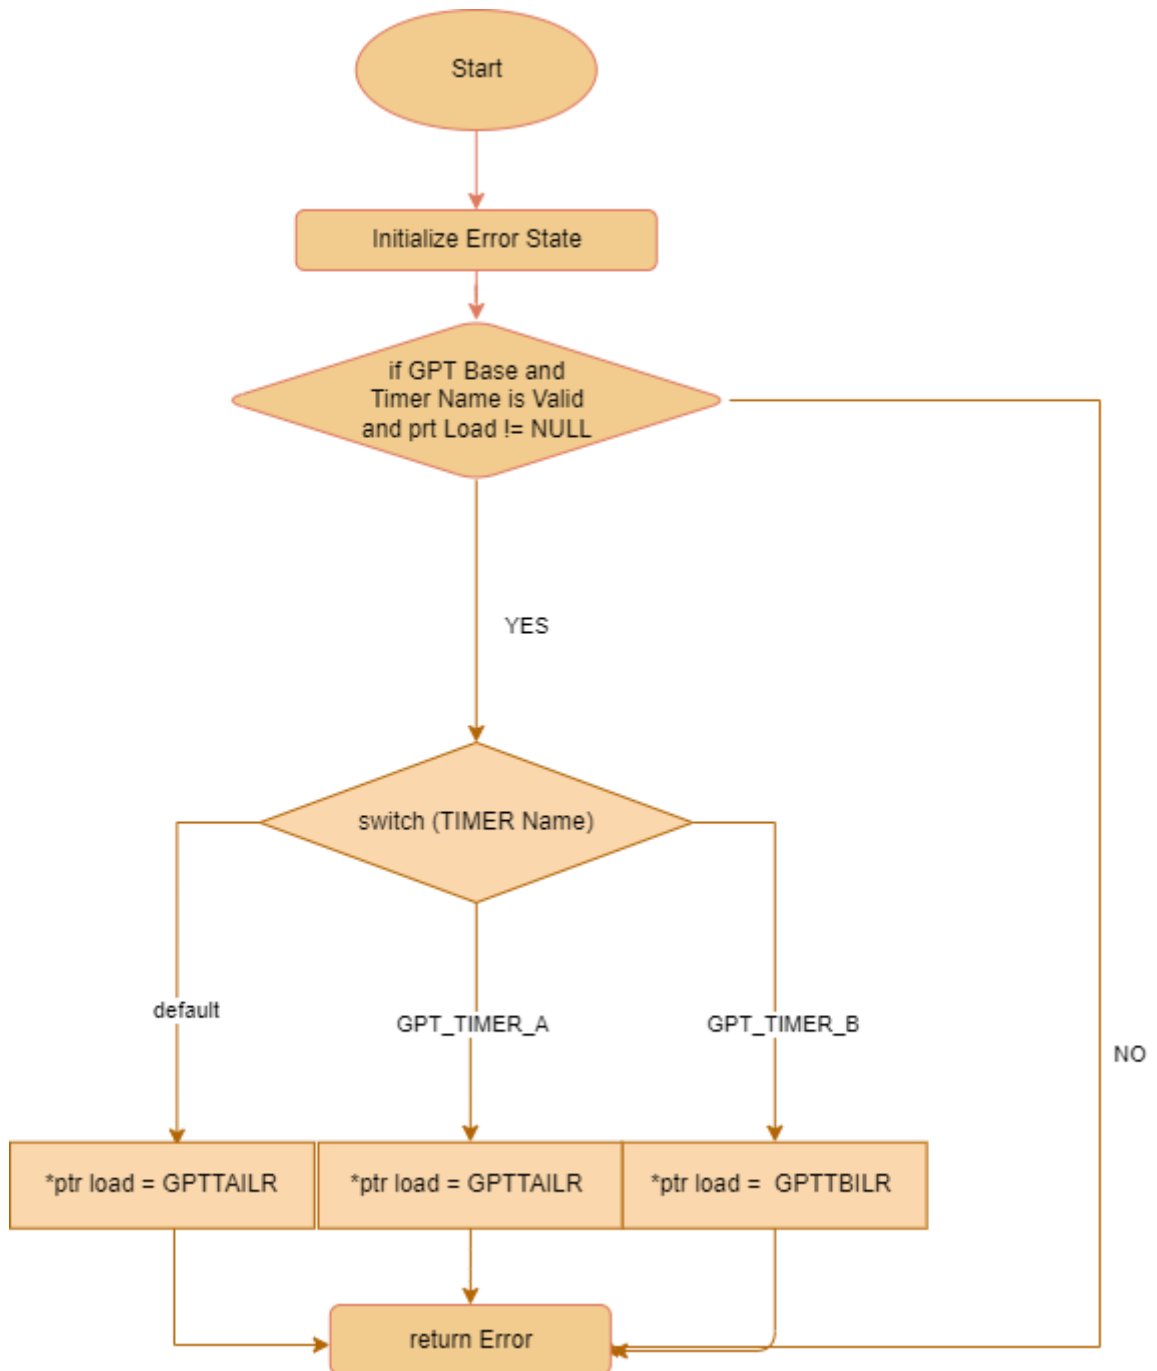 Start
Initialize Error State
if GPT Base and
Timer Name is Valid
and prt Load != NULL
YES
switch (TIMER Name)
default
GPT_TIMER_A
GPT_TIMER_B
NO
*ptr load = GPTTAILR
*ptr load = GPTTAILR
*ptr load = GPTTBILR
return Error